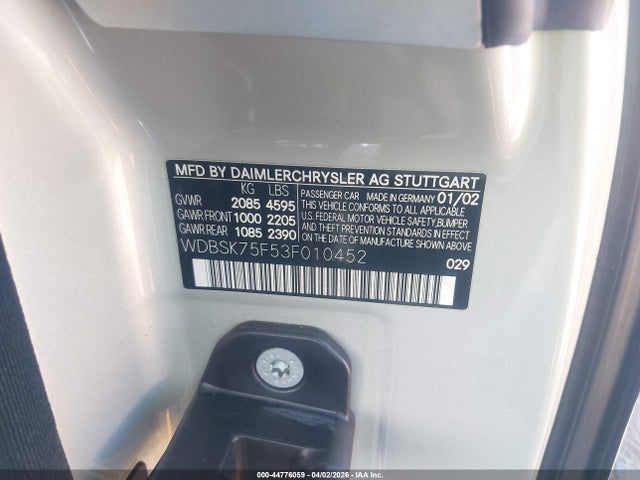 MFD BY DAIMLERCHRYSLER AG STUTTGART
KG LBS
GVWR 2085 4595
GAWR FRONT 1000 2205
GAWR REAR 1085 2390
PASSENGER CAR MADE IN GERMANY 01/02
THIS VEHICLE CONFORMS TO ALL APPLICABLE
U.S. FEDERAL MOTOR VEHICLE SAFETY,BUMPER
AND THEFT PREVENTION STANDARDS
IN EFFECT ON THE DATE OF
MANUFACTURE SHOWN ABOVE.
WDBSK75F53F010452
029
000-44776059 - 04/02/2026 - IAA Inc.